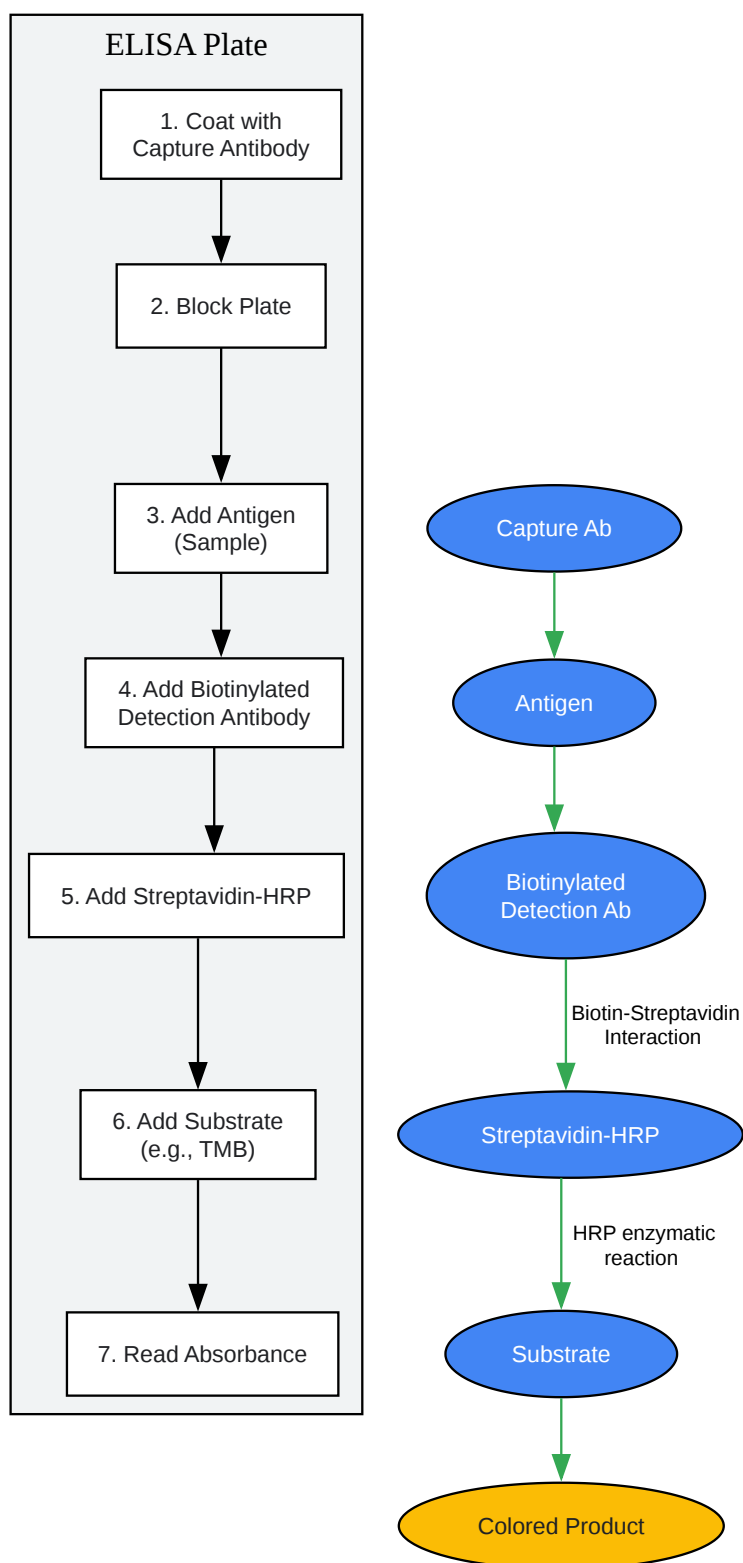 ELISA Plate
1. Coat with
Capture Antibody
2. Block Plate
3. Add Antigen
(Sample)
4. Add Biotinylated
Detection Antibody
5. Add Streptavidin-HRP
6. Add Substrate
(e.g., TMB)
7. Read Absorbance
Capture Ab
Antigen
Biotinylated
Detection Ab
Biotin-Streptavidin
Interaction
Streptavidin-HRP
HRP enzymatic
reaction
Substrate
Colored Product